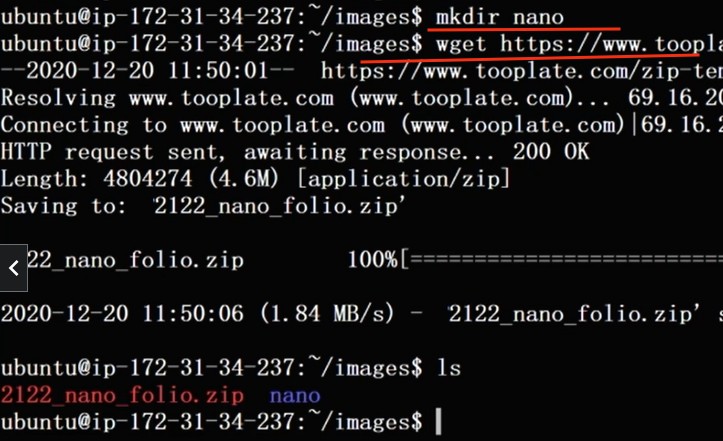 ubuntu@ip-172-31-34-237:~/images$ mkdir nano
ubuntu@ip-172-31-34-237:~/images$ wget https://www.toopla
--2020-12-20 11:50:01--  https://www.tooplate.com/zip-tem
Resolving www.tooplate.com (www.tooplate.com)... 69.16.20
Connecting to www.tooplate.com (www.tooplate.com)|69.16.2
HTTP request sent, awaiting response... 200 OK
Length: 4804274 (4.6M) [application/zip]
Saving to: ‘2122_nano_folio.zip’
22_nano_folio.zip 100%[==============================
2020-12-20 11:50:06 (1.84 MB/s) - ‘2122_nano_folio.zip’ s
ubuntu@ip-172-31-34-237:~/images$ ls
2122_nano_folio.zip  nano
ubuntu@ip-172-31-34-237:~/images$